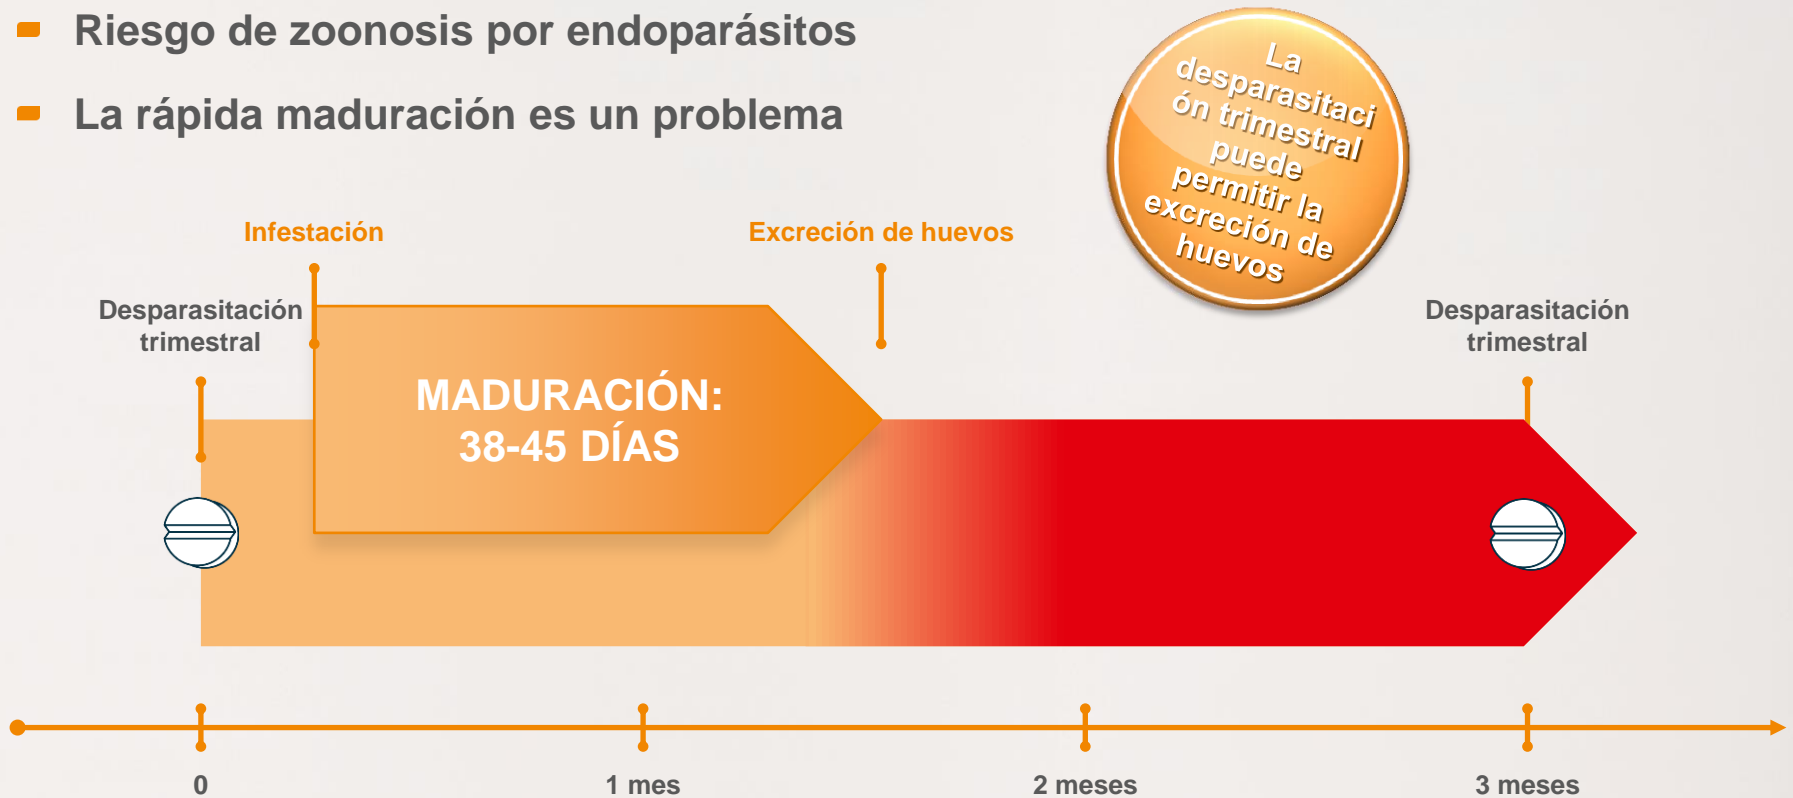 Riesgo de zoonosis por endoparásitos
La rápida maduración es un problema
La
desparasitaci
ón trimestral
puede
permitir la
excreción de
huevos
Infestación
Excreción de huevos
Desparasitación
trimestral
Desparasitación
trimestral
MADURACIÓN:
38-45 DÍAS
0
1 mes
2 meses
3 meses